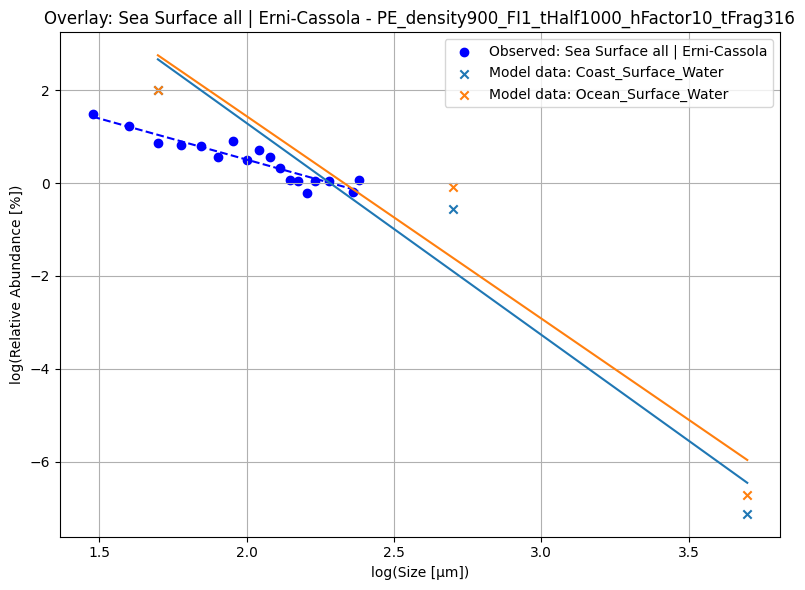 Overlay: Sea Surface all | Erni-Cassola - PE_density900_FI1_tHalf1000_hFactor10_tFrag316
Observed: Sea Surface all | Erni-Cassola
Model data: Coast_Surface_Water
Model data: Ocean_Surface_Water
log(Relative Abundance [%])
2
0
−2
−4
−6
1.5
2.0
2.5
3.0
3.5
log(Size [µm])